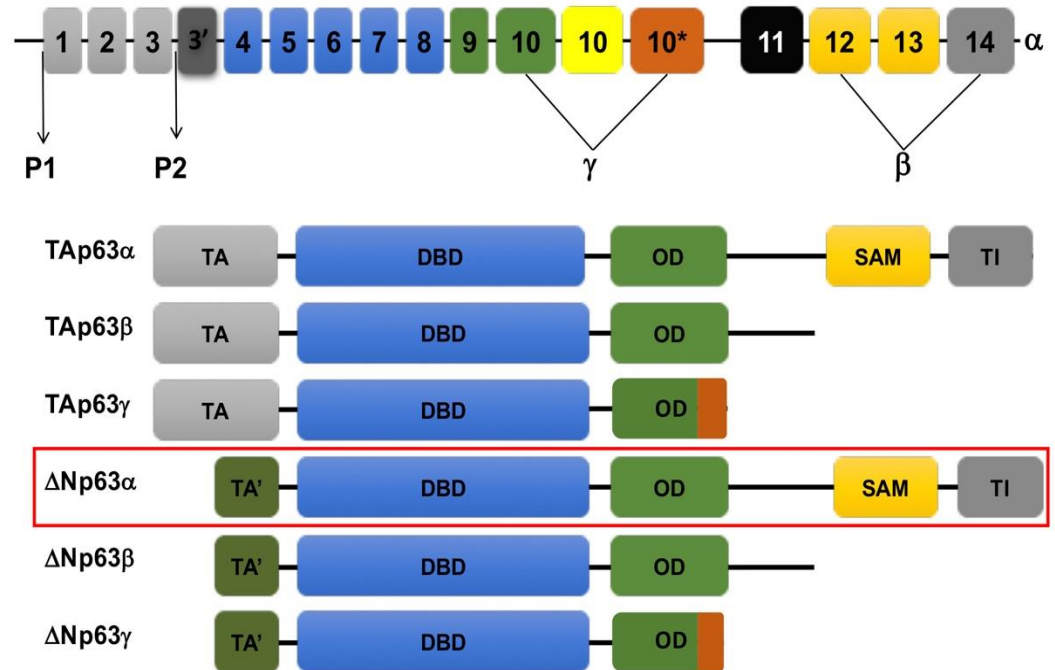 1 2 3 3' 4 5 6 7 8 9 10 10 10* 11 12 13 14 α
P1 P2 γ β
TAp63α TA DBD OD SAM TI
TAp63β TA DBD OD
TAp63γ TA DBD OD
ΔNp63α TA' DBD OD SAM TI
ΔNp63β TA' DBD OD
ΔNp63γ TA' DBD OD